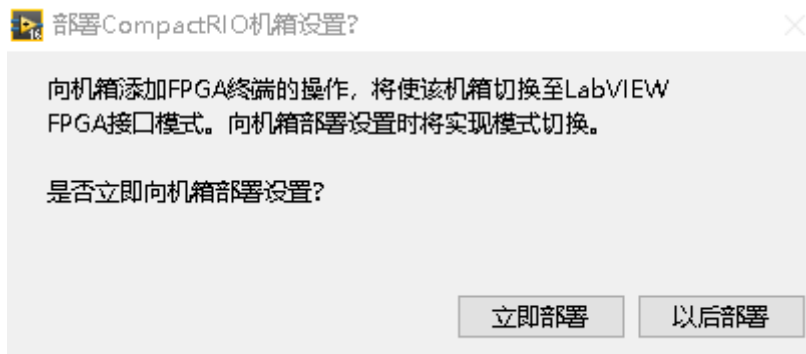 部署CompactRIO机箱设置?
向机箱添加FPGA终端的操作，将使该机箱切换至LabVIEW
FPGA接口模式。向机箱部署设置时将实现模式切换。
是否立即向机箱部署设置?
立即部署 以后部署